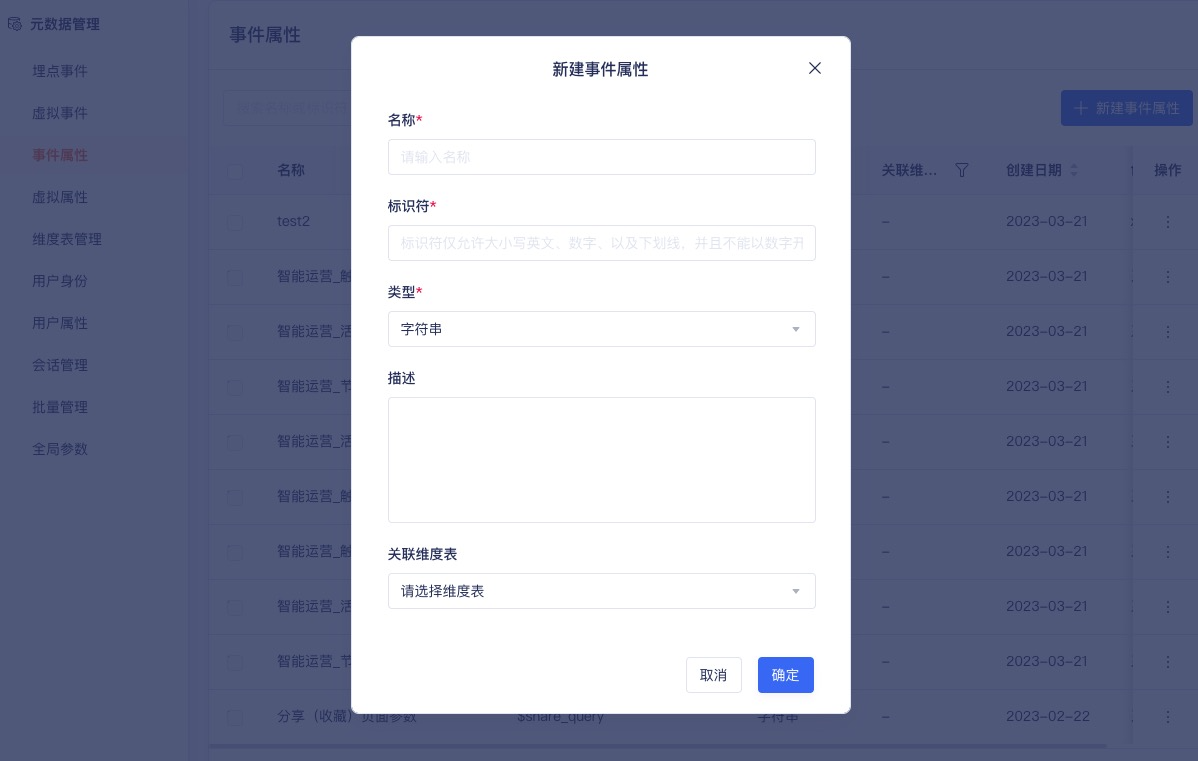 元数据管理
埋点事件
虚拟事件
事件属性
虚拟属性
维度表管理
用户身份
用户属性
会话管理
批量管理
全局参数
事件属性
新建事件属性
名称
关联维...
创建日期
操作
test2
–
2023-03-21
智能运营_触
–
2023-03-21
智能运营_活
–
2023-03-21
智能运营_节
–
2023-03-21
智能运营_活
–
2023-03-21
智能运营_触
–
2023-03-21
智能运营_触
–
2023-03-21
智能运营_活
–
2023-03-21
智能运营_节
–
2023-03-21
分享（收藏）页面参数
$share_query
字符串
–
2023-02-22
新建事件属性
名称*
请输入名称
标识符*
标识符仅允许大小写英文、数字、以及下划线，并且不能以数字开
类型*
字符串
描述
关联维度表
请选择维度表
取消
确定